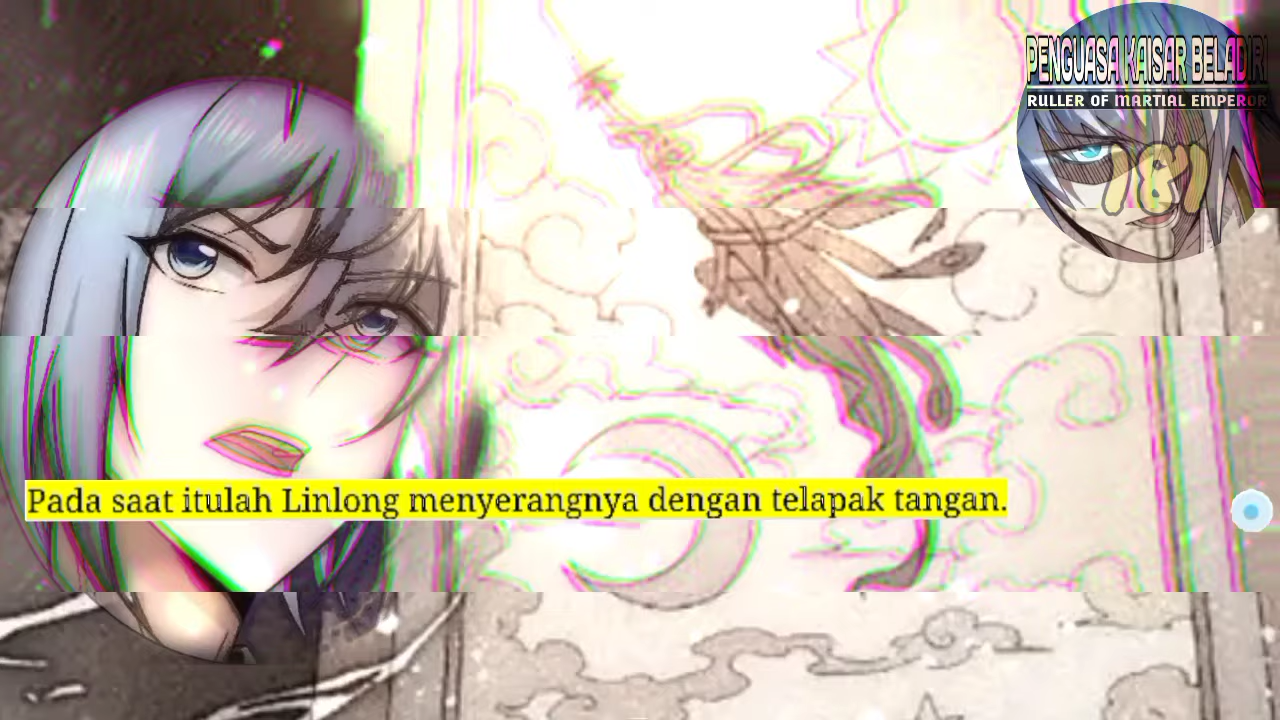 PENGUASA KAISAR BELADIRI
RULLER OF MARTIAL EMPEROR
181
Pada saat itulah Linlong menyerangnya dengan telapak tangan.